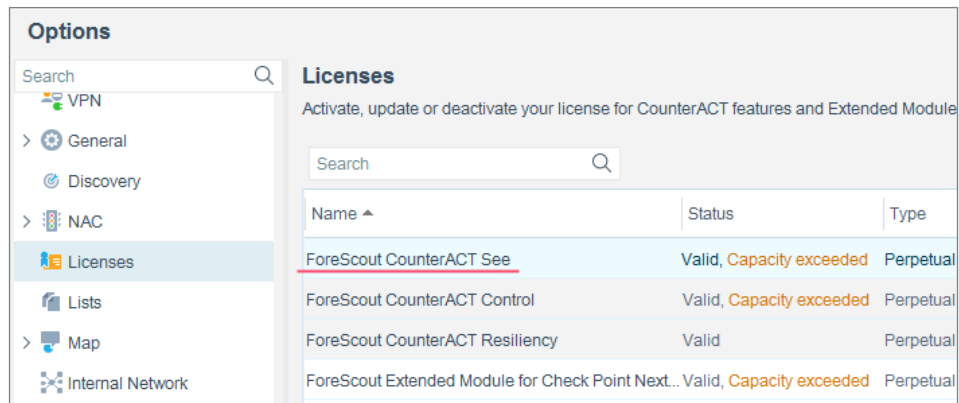 Options
Search
VPN
General
Discovery
NAC
Licenses
Lists
Map
Internal Network
Licenses
Activate, update or deactivate your license for CounterACT features and Extended Module
Search
Name Status Type
ForeScout CounterACT See Valid, Capacity exceeded Perpetual
ForeScout CounterACT Control Valid, Capacity exceeded Perpetual
ForeScout CounterACT Resiliency Valid Perpetual
ForeScout Extended Module for Check Point Next... Valid, Capacity exceeded Perpetual